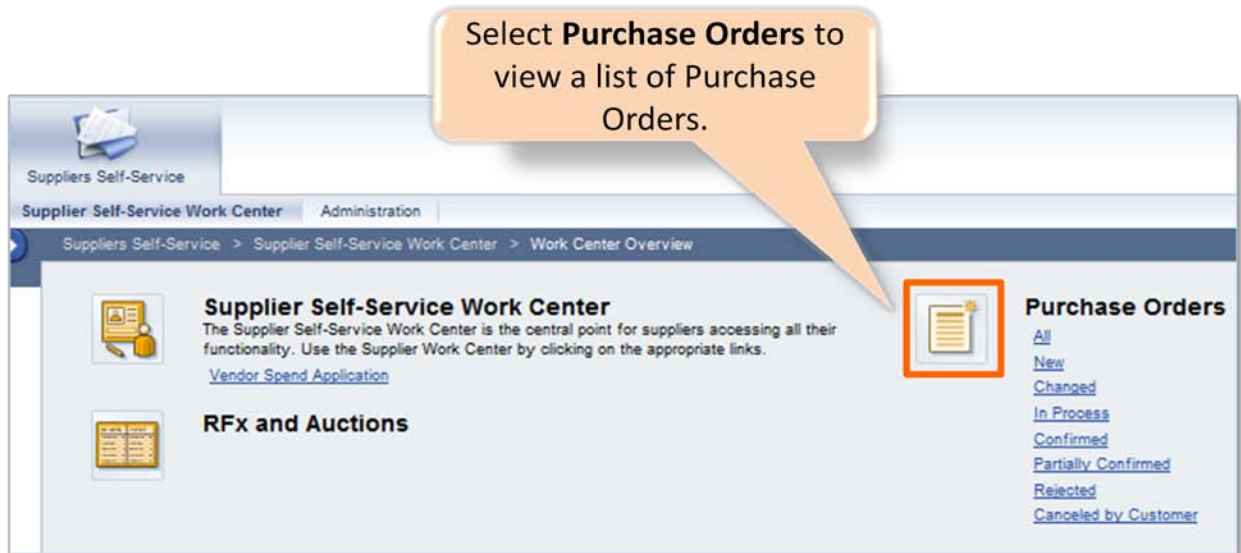 Select Purchase Orders to
view a list of Purchase
Orders.
Suppliers Self-Service
Supplier Self-Service Work Center Administration
Suppliers Self-Service > Supplier Self-Service Work Center > Work Center Overview
Supplier Self-Service Work Center
The Supplier Self-Service Work Center is the central point for suppliers accessing all their
functionality. Use the Supplier Work Center by clicking on the appropriate links.
Vendor Spend Application
RFx and Auctions
Purchase Orders
All
New
Changed
In Process
Confirmed
Partially Confirmed
Rejected
Canceled by Customer